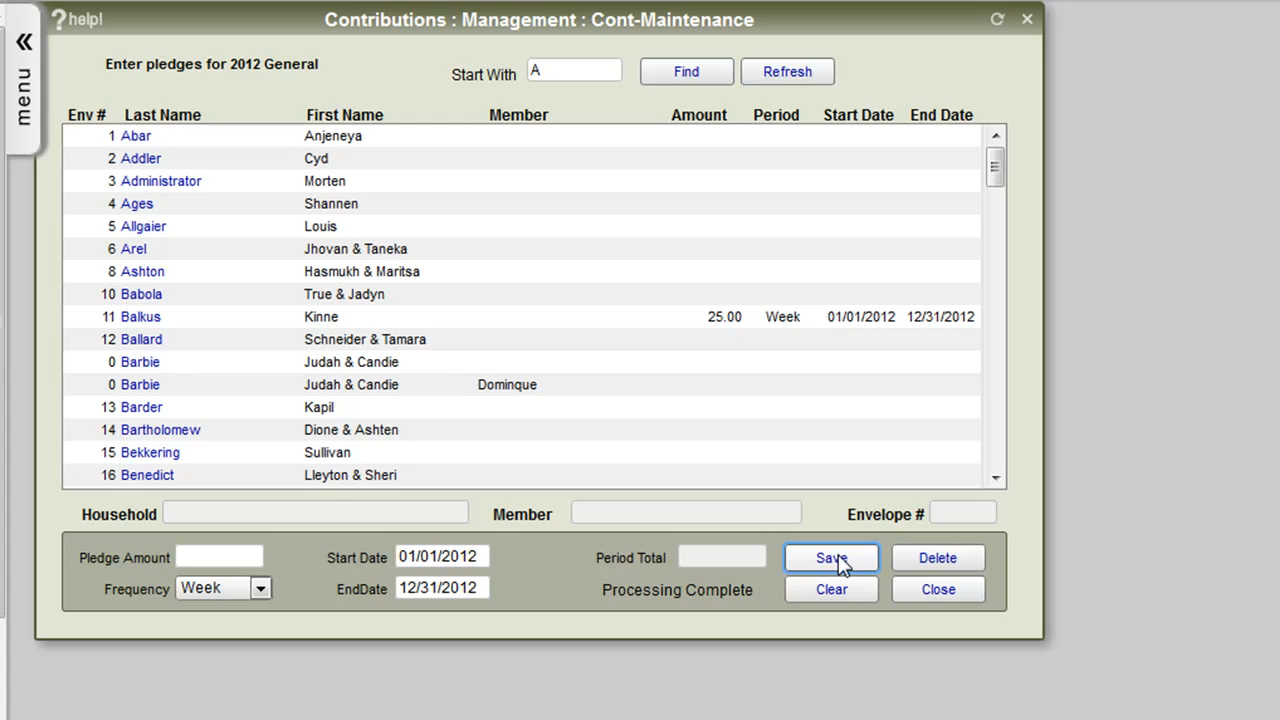 ?help!
Contributions : Management : Cont-Maintenance
menu
Enter pledges for 2012 General
Start With A Find Refresh
Env # Last Name First Name Member Amount Period Start Date End Date
1 Abar Anjeneya
2 Addler Cyd
3 Administrator Morten
4 Ages Shannen
5 Allgaier Louis
6 Arel Jhovan & Taneka
8 Ashton Hasmukh & Maritsa
10 Babola True & Jadyn
11 Balkus Kinne 25.00 Week 01/01/2012 12/31/2012
12 Ballard Schneider & Tamara
0 Barbie Judah & Candie
0 Barbie Judah & Candie Dominque
13 Barder Kapil
14 Bartholomew Dione & Ashten
15 Bekkering Sullivan
16 Benedict Lleyton & Sheri
Household Member Envelope #
Pledge Amount Start Date 01/01/2012 Period Total Save Delete
Frequency Week EndDate 12/31/2012 Processing Complete Clear Close